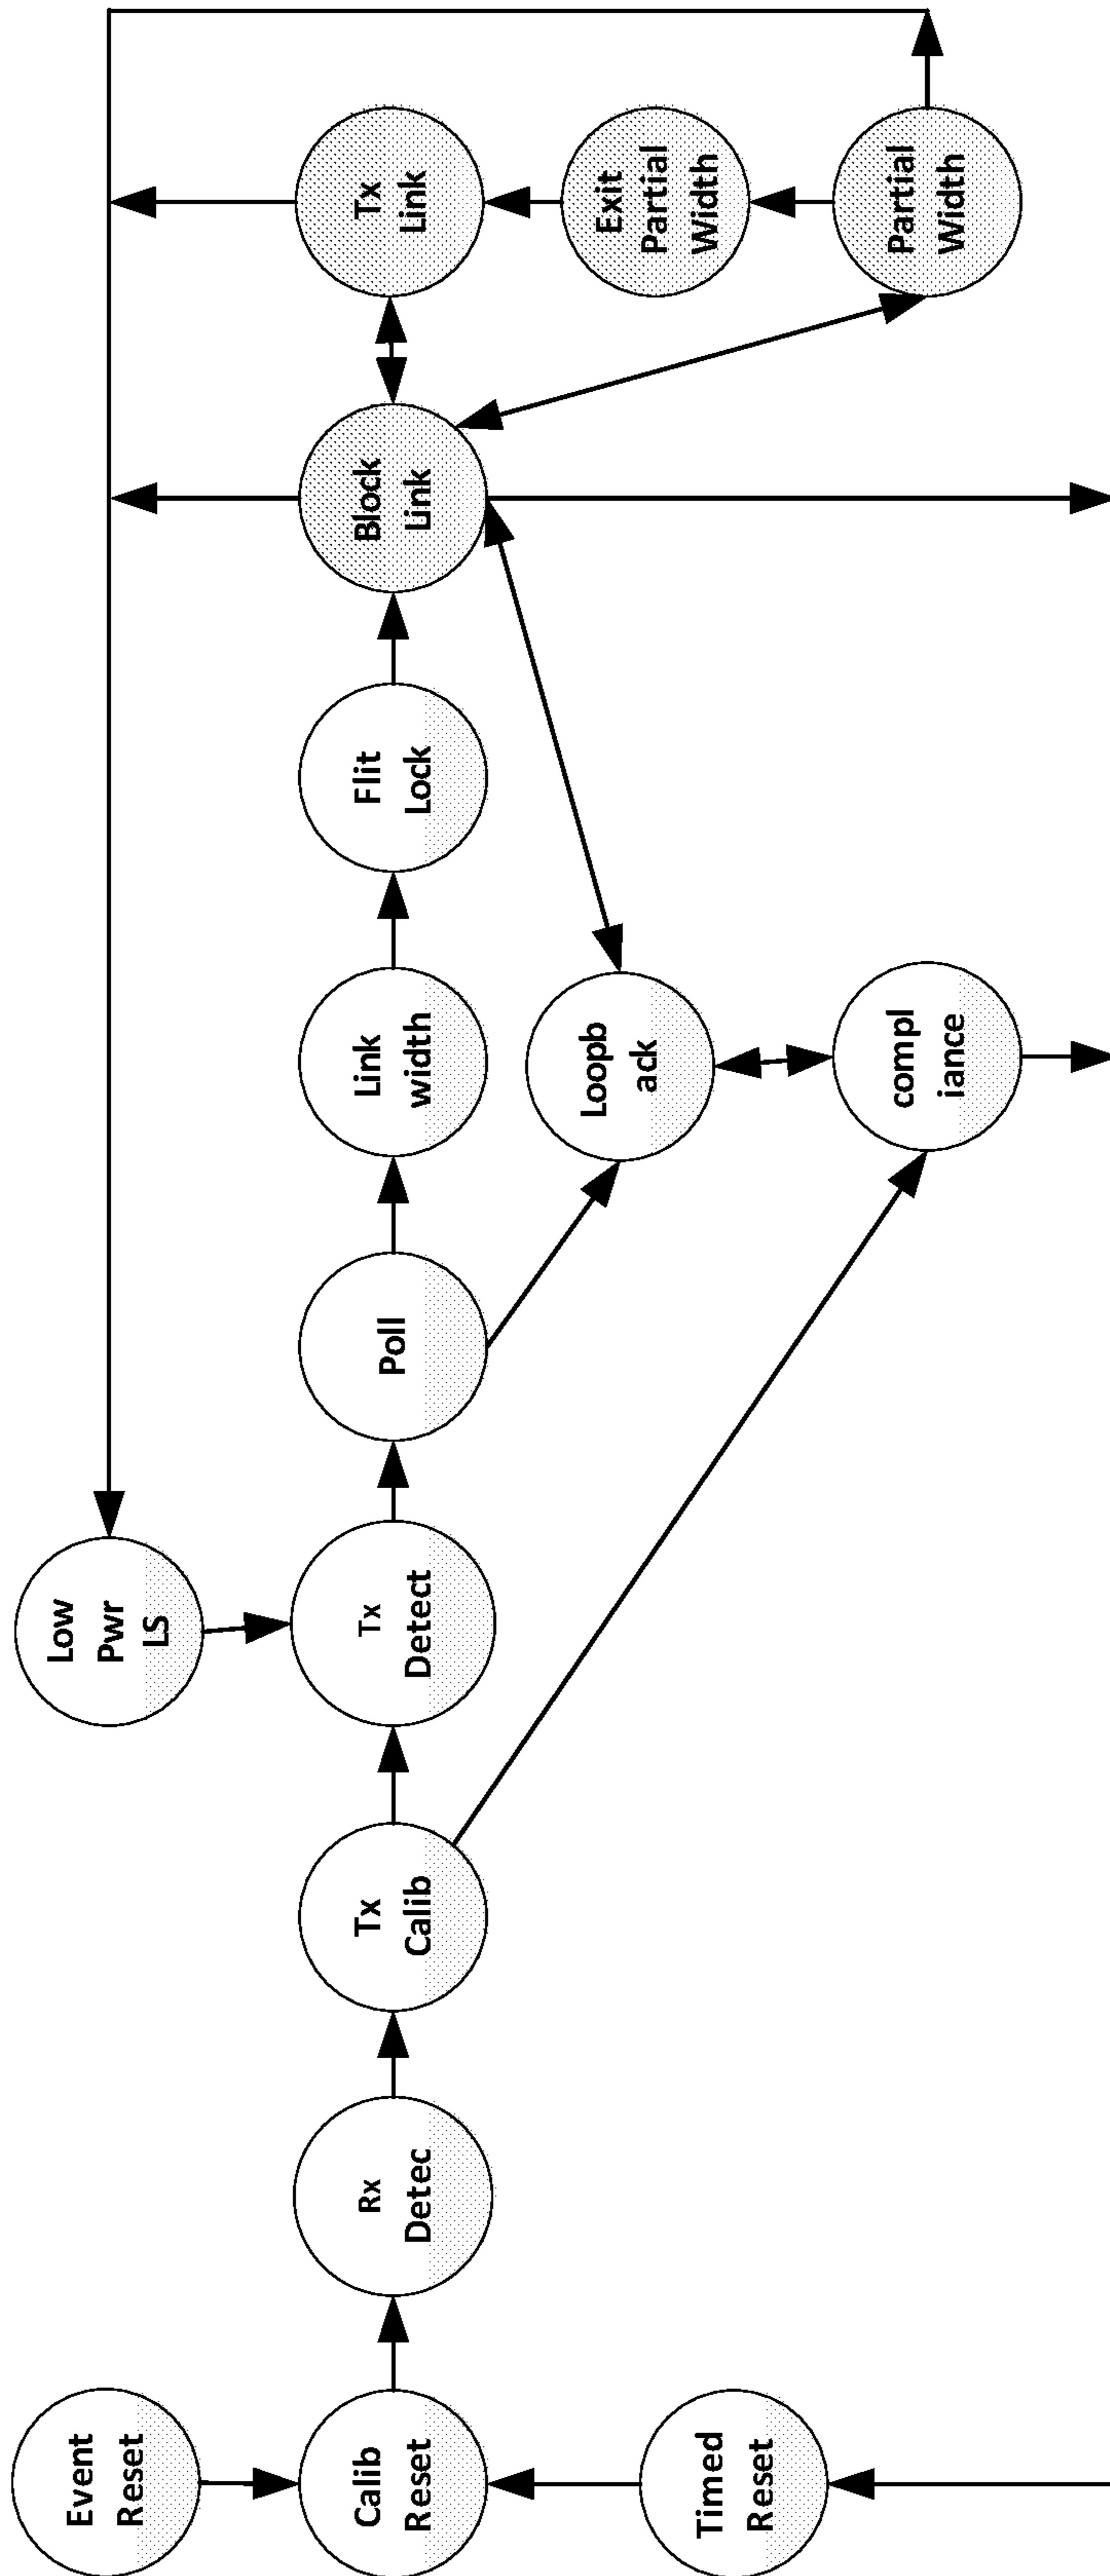 Event
Reset
Calib
Reset
Timed
Reset
Rx
Detec
Tx
Calib
Low
Pwr
LS
Tx
Detect
Poll
Link
width
Loopb
ack
compl
iance
Flit
Lock
Block
Link
Tx
Link
Exit
Partial
Width
Partial
Width